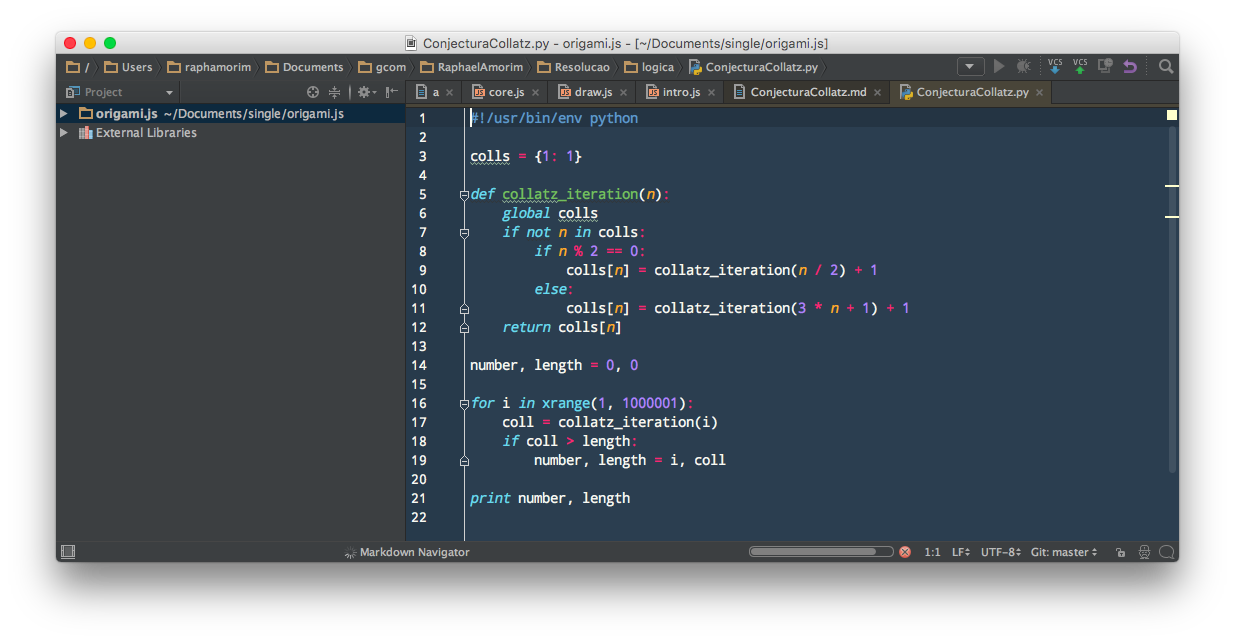 ConjecturaCollatz.py - origami.js - [~/Documents/single/origami.js]
/ Users raphamorim Documents gcom RaphaelAmorim Resolucao logica ConjecturaCollatz.py VCS VCS
Project a core.js draw.js intro.js ConjecturaCollatz.md ConjecturaCollatz.py
origami.js ~/Documents/single/origami.js
External Libraries
1 #!/usr/bin/env python
2
3 colls = {1: 1}
4
5 def collatz_iteration(n):
6     global colls
7     if not n in colls:
8         if n % 2 == 0:
9             colls[n] = collatz_iteration(n / 2) + 1
10         else:
11             colls[n] = collatz_iteration(3 * n + 1) + 1
12     return colls[n]
13
14 number, length = 0, 0
15
16 for i in xrange(1, 1000001):
17     coll = collatz_iteration(i)
18     if coll > length:
19         number, length = i, coll
20
21 print number, length
22
Markdown Navigator 1:1 LF UTF-8 Git: master